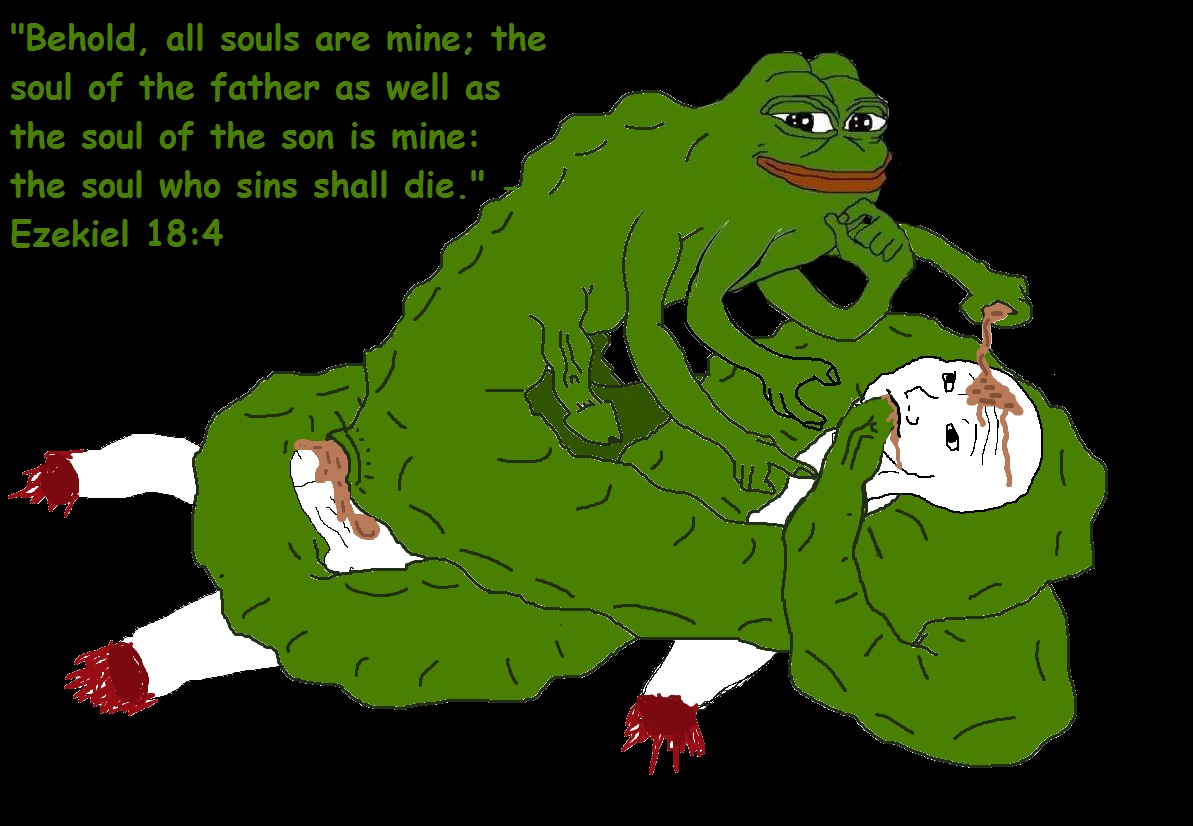 "Behold, all souls are mine; the
soul of the father as well as
the soul of the son is mine:
the soul who sins shall die."
Ezekiel 18:4